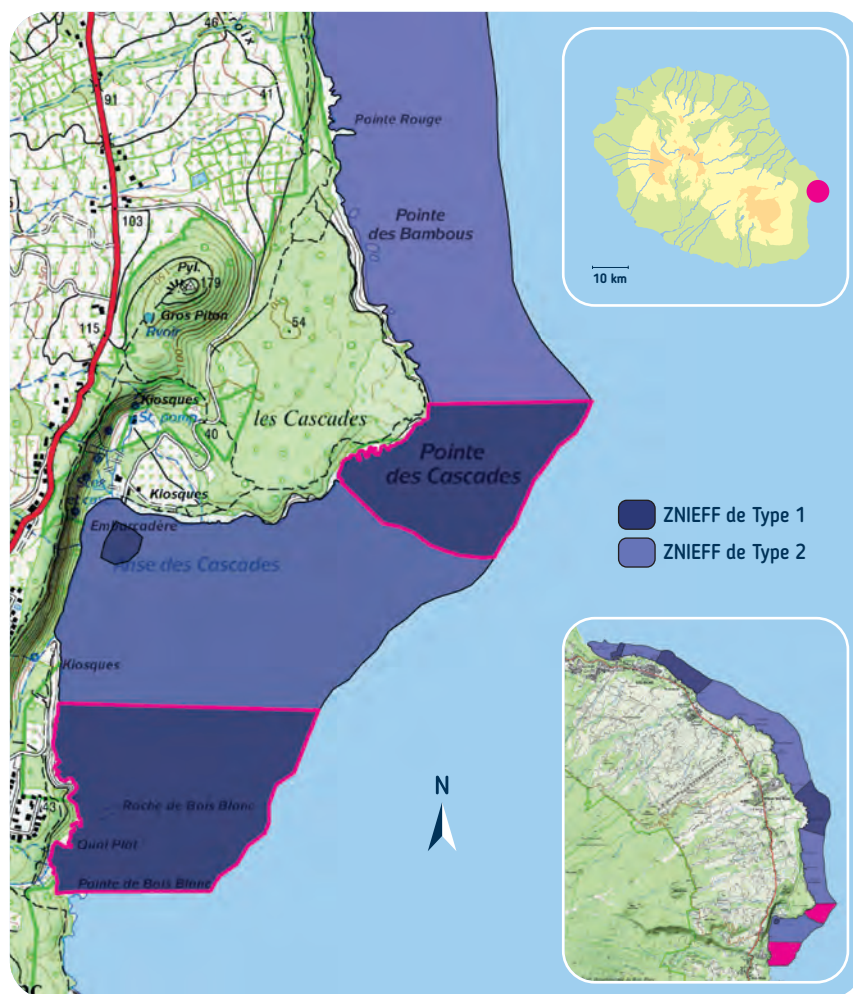 46
91
41
Pointe Rouge
Pointe
des Bambous
103
Pyl.
179
Gros Piton
Rvoir
115
100
54
Kiosques
St. pomp.
40
les Cascades
Pointe
des Cascades
Kiosques
Embarcadère
Anse des Cascades
Kiosques
43
Roche de Bois Blanc
Quai Plat
Pointe de Bois Blanc
N
10 km
ZNIEFF de Type 1
ZNIEFF de Type 2